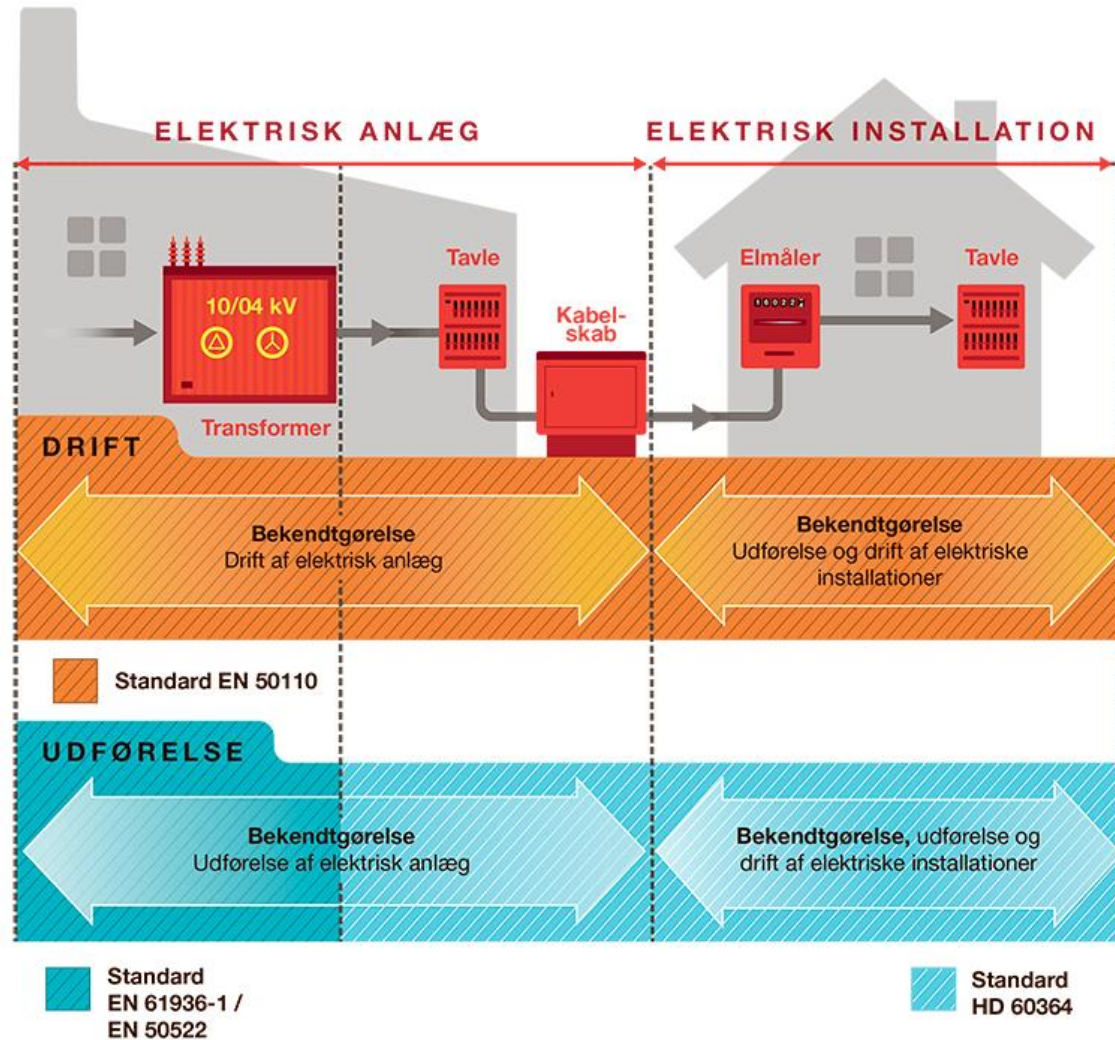 ELEKTRISK ANLÆG
ELEKTRISK INSTALLATION
Tavle
Elmåler
Tavle
10/04 kV
Kabel-
skab
Transformer
DRIFT
Bekendtgørelse
Drift af elektrisk anlæg
Bekendtgørelse
Udførelse og drift af elektriske
installationer
Standard EN 50110
UDFØRELSE
Bekendtgørelse
Udførelse af elektrisk anlæg
Bekendtgørelse, udførelse og
drift af elektriske installationer
Standard
EN 61936-1 /
EN 50522
Standard
HD 60364